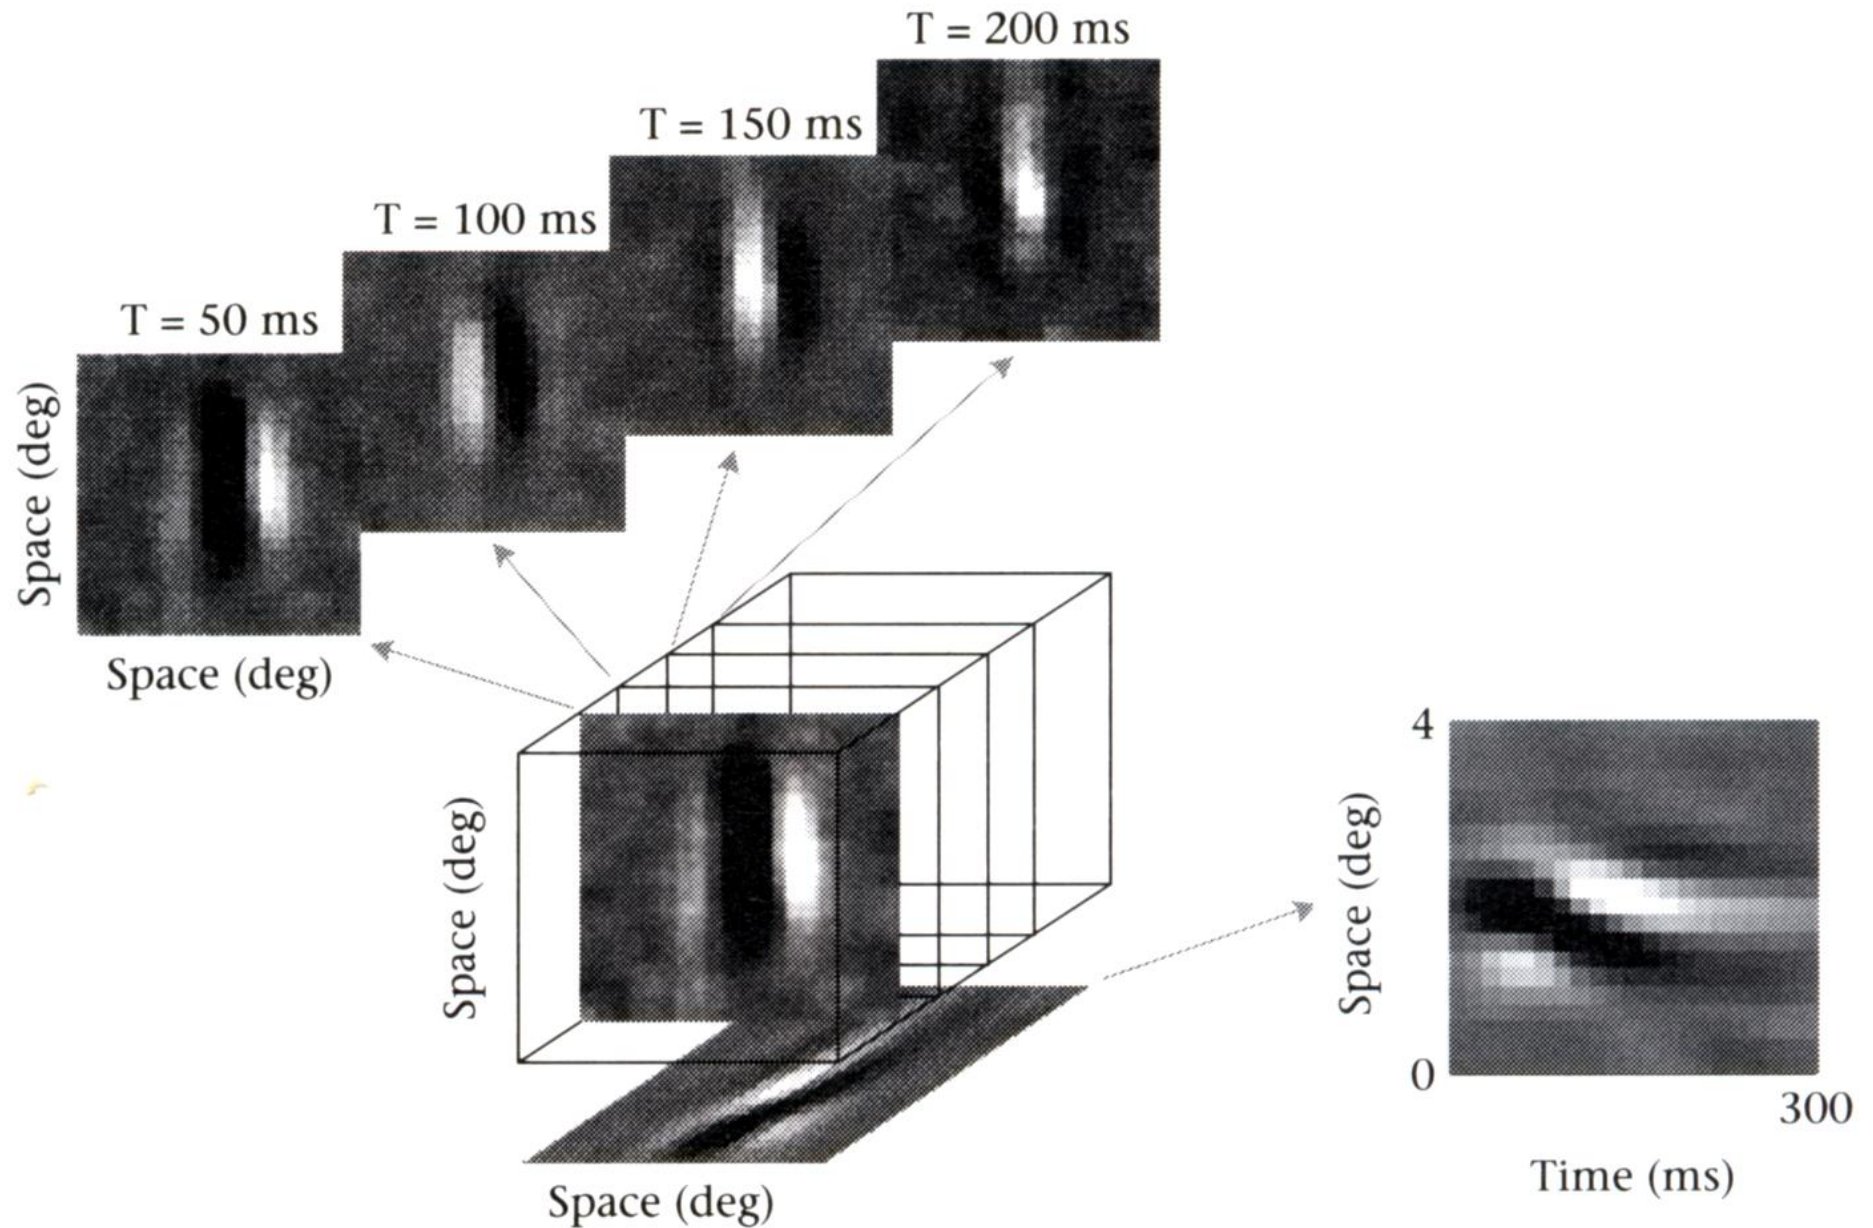 T = 200 ms
T = 150 ms
T = 100 ms
T = 50 ms
Space (deg)
Space (deg)
Space (deg)
Space (deg)
4
Space (deg)
0
300
Time (ms)